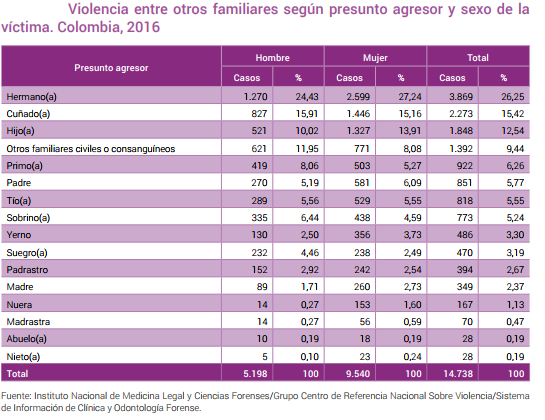 Violencia entre otros familiares según presunto agresor y sexo de la
víctima. Colombia, 2016
Presunto agresor Hombre Mujer Total
Casos % Casos % Casos %
Hermano(a) 1.270 24,43 2.599 27,24 3.869 26,25
Cuñado(a) 827 15,91 1.446 15,16 2.273 15,42
Hijo(a) 521 10,02 1.327 13,91 1.848 12,54
Otros familiares civiles o consanguíneos 621 11,95 771 8,08 1.392 9,44
Primo(a) 419 8,06 503 5,27 922 6,26
Padre 270 5,19 581 6,09 851 5,77
Tío(a) 289 5,56 529 5,55 818 5,55
Sobrino(a) 335 6,44 438 4,59 773 5,24
Yerno 130 2,50 356 3,73 486 3,30
Suegro(a) 232 4,46 238 2,49 470 3,19
Padrastro 152 2,92 242 2,54 394 2,67
Madre 89 1,71 260 2,73 349 2,37
Nuera 14 0,27 153 1,60 167 1,13
Madrastra 14 0,27 56 0,59 70 0,47
Abuelo(a) 10 0,19 18 0,19 28 0,19
Nieto(a) 5 0,10 23 0,24 28 0,19
Total 5.198 100 9.540 100 14.738 100
Fuente: Instituto Nacional de Medicina Legal y Ciencias Forenses/Grupo Centro de Referencia Nacional Sobre Violencia/Sistema
de Información de Clínica y Odontología Forense.